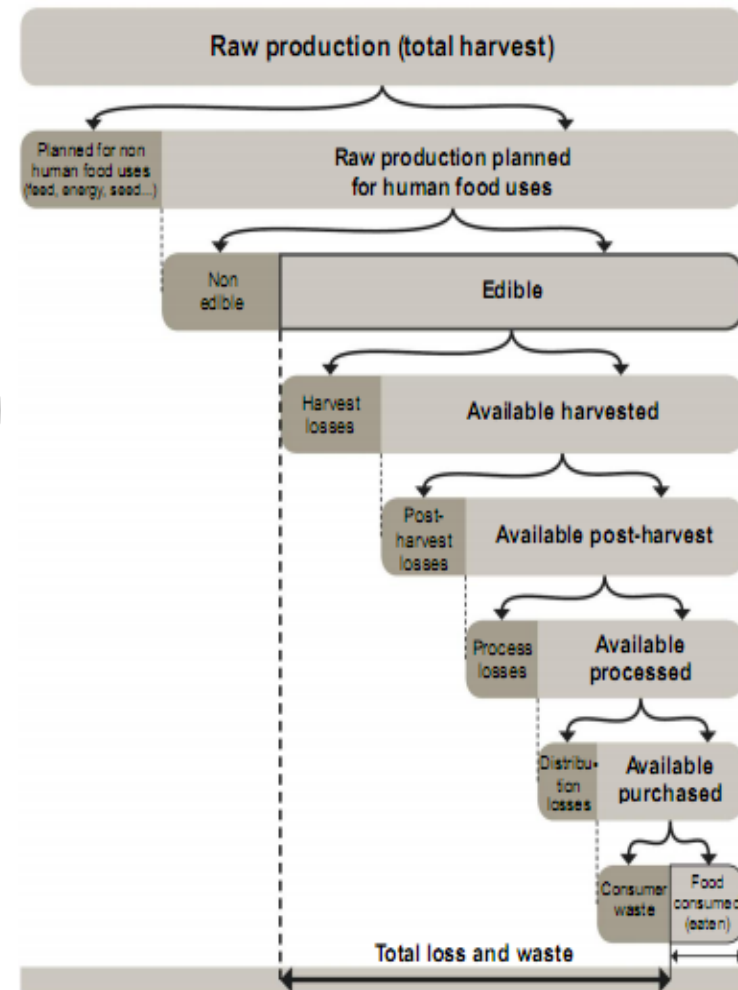 Raw production (total harvest)
Planned for non
human food uses
(feed, energy, seed...)
Raw production planned
for human food uses
Non
edible
Edible
Harvest
losses
Available harvested
Post-
harvest
losses
Available post-harvest
Process
losses
Available
processed
Distribu-
tion
losses
Available
purchased
Consumer
waste
Food
consumed
(eaten)
Total loss and waste